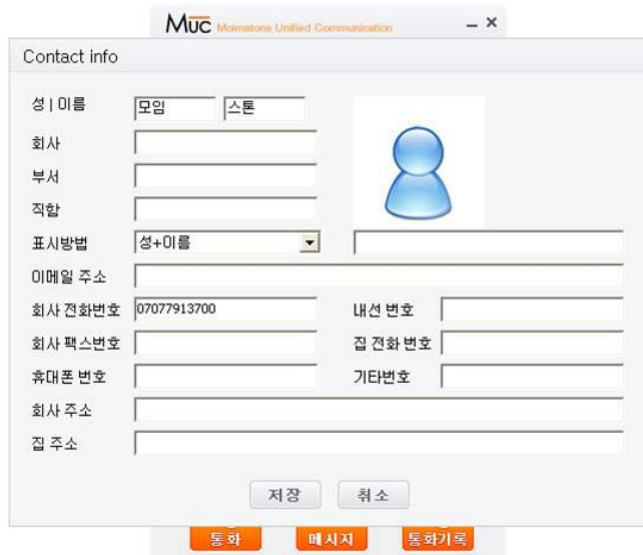 MUC Moimstone Unified Communication
Contact info
성 | 이름 모임 스톤
회사
부서
직함
표시방법 성+이름
이메일 주소
회사 전화번호 07077913700 내선 번호
회사 팩스번호 집 전화 번호
휴대폰 번호 기타번호
회사 주소
집 주소
저장 취소
통화 메시지 통화기록